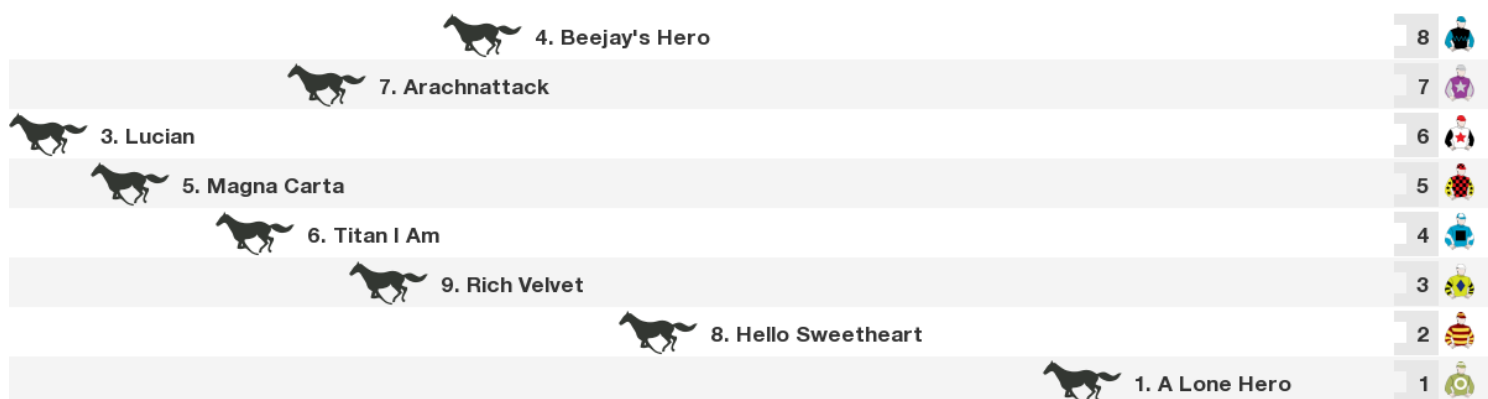 4. Beejay's Hero 8
7. Arachnattack 7
3. Lucian 6
5. Magna Carta 5
6. Titan I Am 4
9. Rich Velvet 3
8. Hello Sweetheart 2
1. A Lone Hero 1